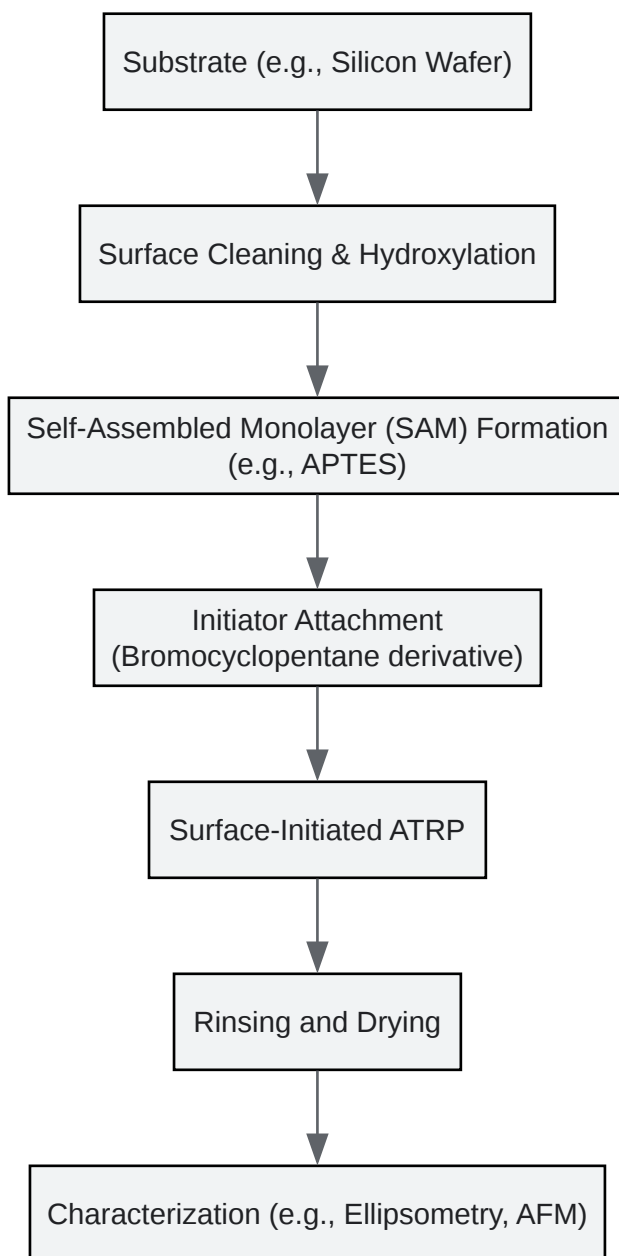 Substrate (e.g., Silicon Wafer)
Surface Cleaning & Hydroxylation
Self-Assembled Monolayer (SAM) Formation
(e.g., APTES)
Initiator Attachment
(Bromocyclopentane derivative)
Surface-Initiated ATRP
Rinsing and Drying
Characterization (e.g., Ellipsometry, AFM)